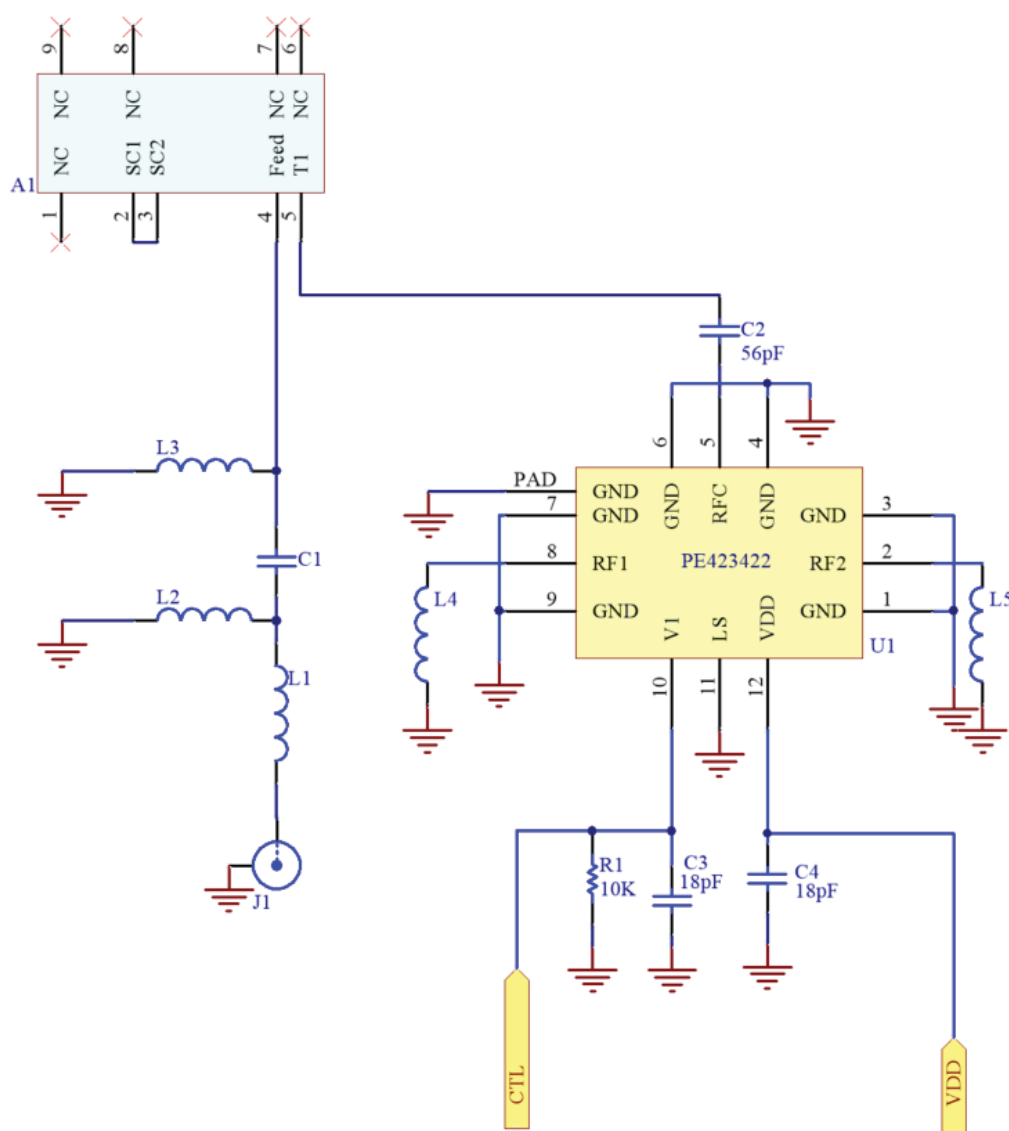 9 8 7 6
NC NC NC NC
NC SC1 SC2 Feed T1
A1
1 2 3 4 5
C2
56pF
6 5 4
L3
PAD GND GND RFC GND
7 GND GND 3
C1
8 RF1 PE423422 RF2 2
L2 L4 L5
9 GND V1 LS VDD GND 1
U1
L1
10 11 12
R1
10K
C3
18pF
C4
18pF
J1
CTL
VDD